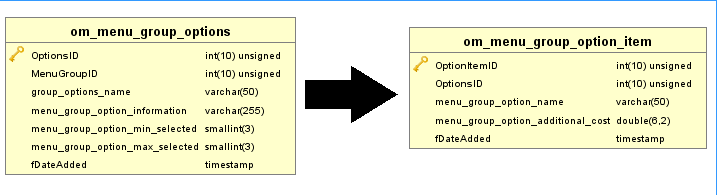 om_menu_group_options
OptionsID int(10) unsigned
MenuGroupID int(10) unsigned
group_options_name varchar(50)
menu_group_option_information varchar(255)
menu_group_option_min_selected smallint(3)
menu_group_option_max_selected smallint(3)
fDateAdded timestamp
om_menu_group_option_item
OptionItemID int(10) unsigned
OptionsID int(10) unsigned
menu_group_option_name varchar(50)
menu_group_option_additional_cost double(6,2)
fDateAdded timestamp